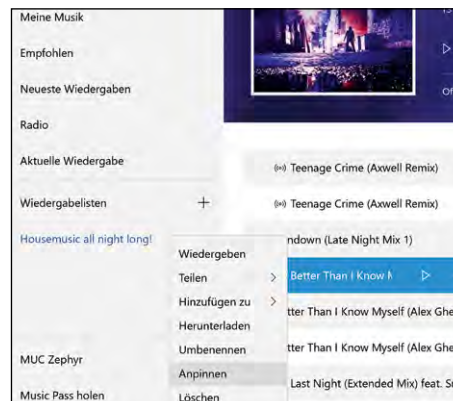 Meine Musik
Empfohlen
Neueste Wiedergaben
Radio
Aktuelle Wiedergabe
Wiedergabelisten
Housemusic all night long!
MUC Zephyr
Music Pass holen
Teenage Crime (Axwell Remix)
Teenage Crime (Axwell Remix)
ndown (Late Night Mix 1)
Better Than I Know M
tter Than I Know Myself (Alex Ghe
tter Than I Know Myself (Alex Ghe
Last Night (Extended Mix) feat. S
Wiedergeben
Teilen
Hinzufügen zu
Herunterladen
Umbenennen
Anpinnen
Löschen